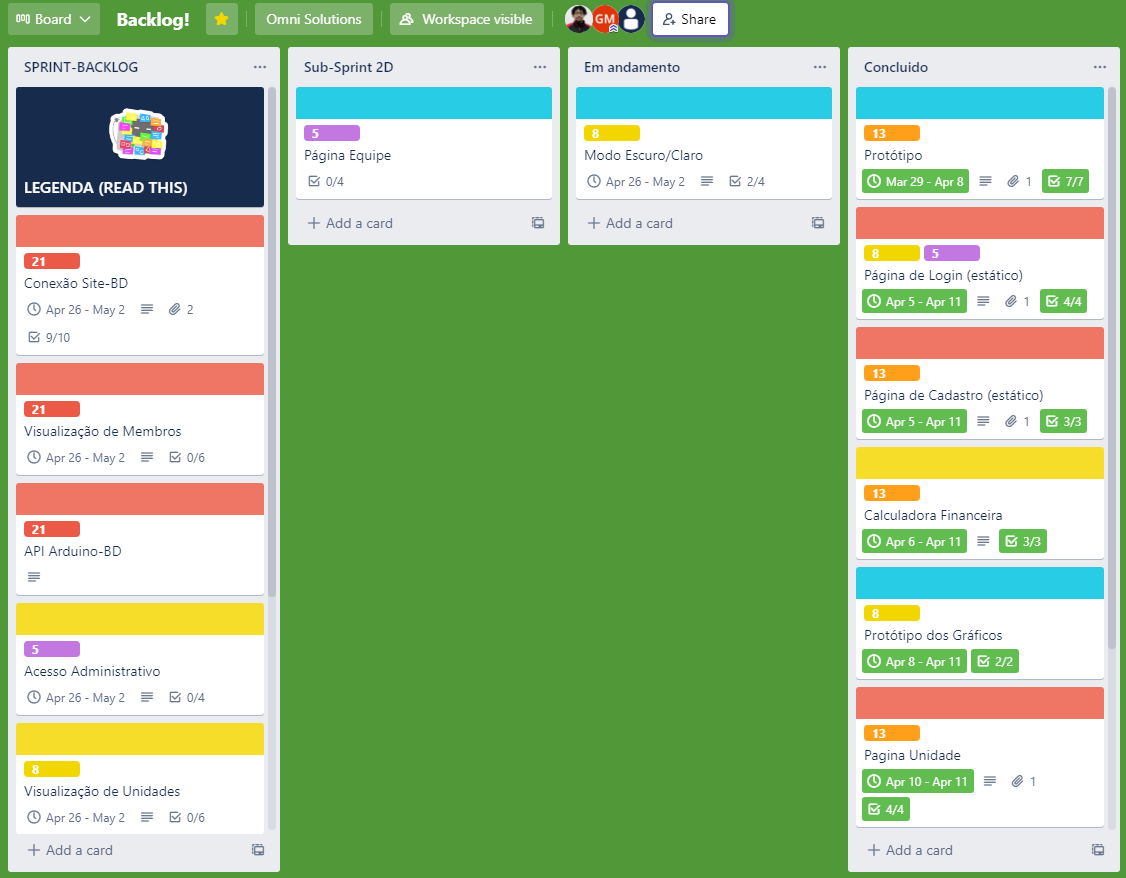 Board
Backlog!
Omni Solutions
Workspace visible
GM
Share
SPRINT-BACKLOG
LEGENDA (READ THIS)
21
Conexão Site-BD
Apr 26 - May 2
2
9/10
21
Visualização de Membros
Apr 26 - May 2
0/6
21
API Arduino-BD
5
Acesso Administrativo
Apr 26 - May 2
0/4
8
Visualização de Unidades
Apr 26 - May 2
0/6
+ Add a card
Sub-Sprint 2D
5
Página Equipe
0/4
+ Add a card
Em andamento
8
Modo Escuro/Claro
Apr 26 - May 2
2/4
+ Add a card
Concluido
13
Protótipo
Mar 29 - Apr 8
1
7/7
8 5
Página de Login (estático)
Apr 5 - Apr 11
1
4/4
13
Página de Cadastro (estático)
Apr 5 - Apr 11
1
3/3
13
Calculadora Financeira
Apr 6 - Apr 11
3/3
8
Protótipo dos Gráficos
Apr 8 - Apr 11
2/2
13
Pagina Unidade
Apr 10 - Apr 11
1
4/4
+ Add a card